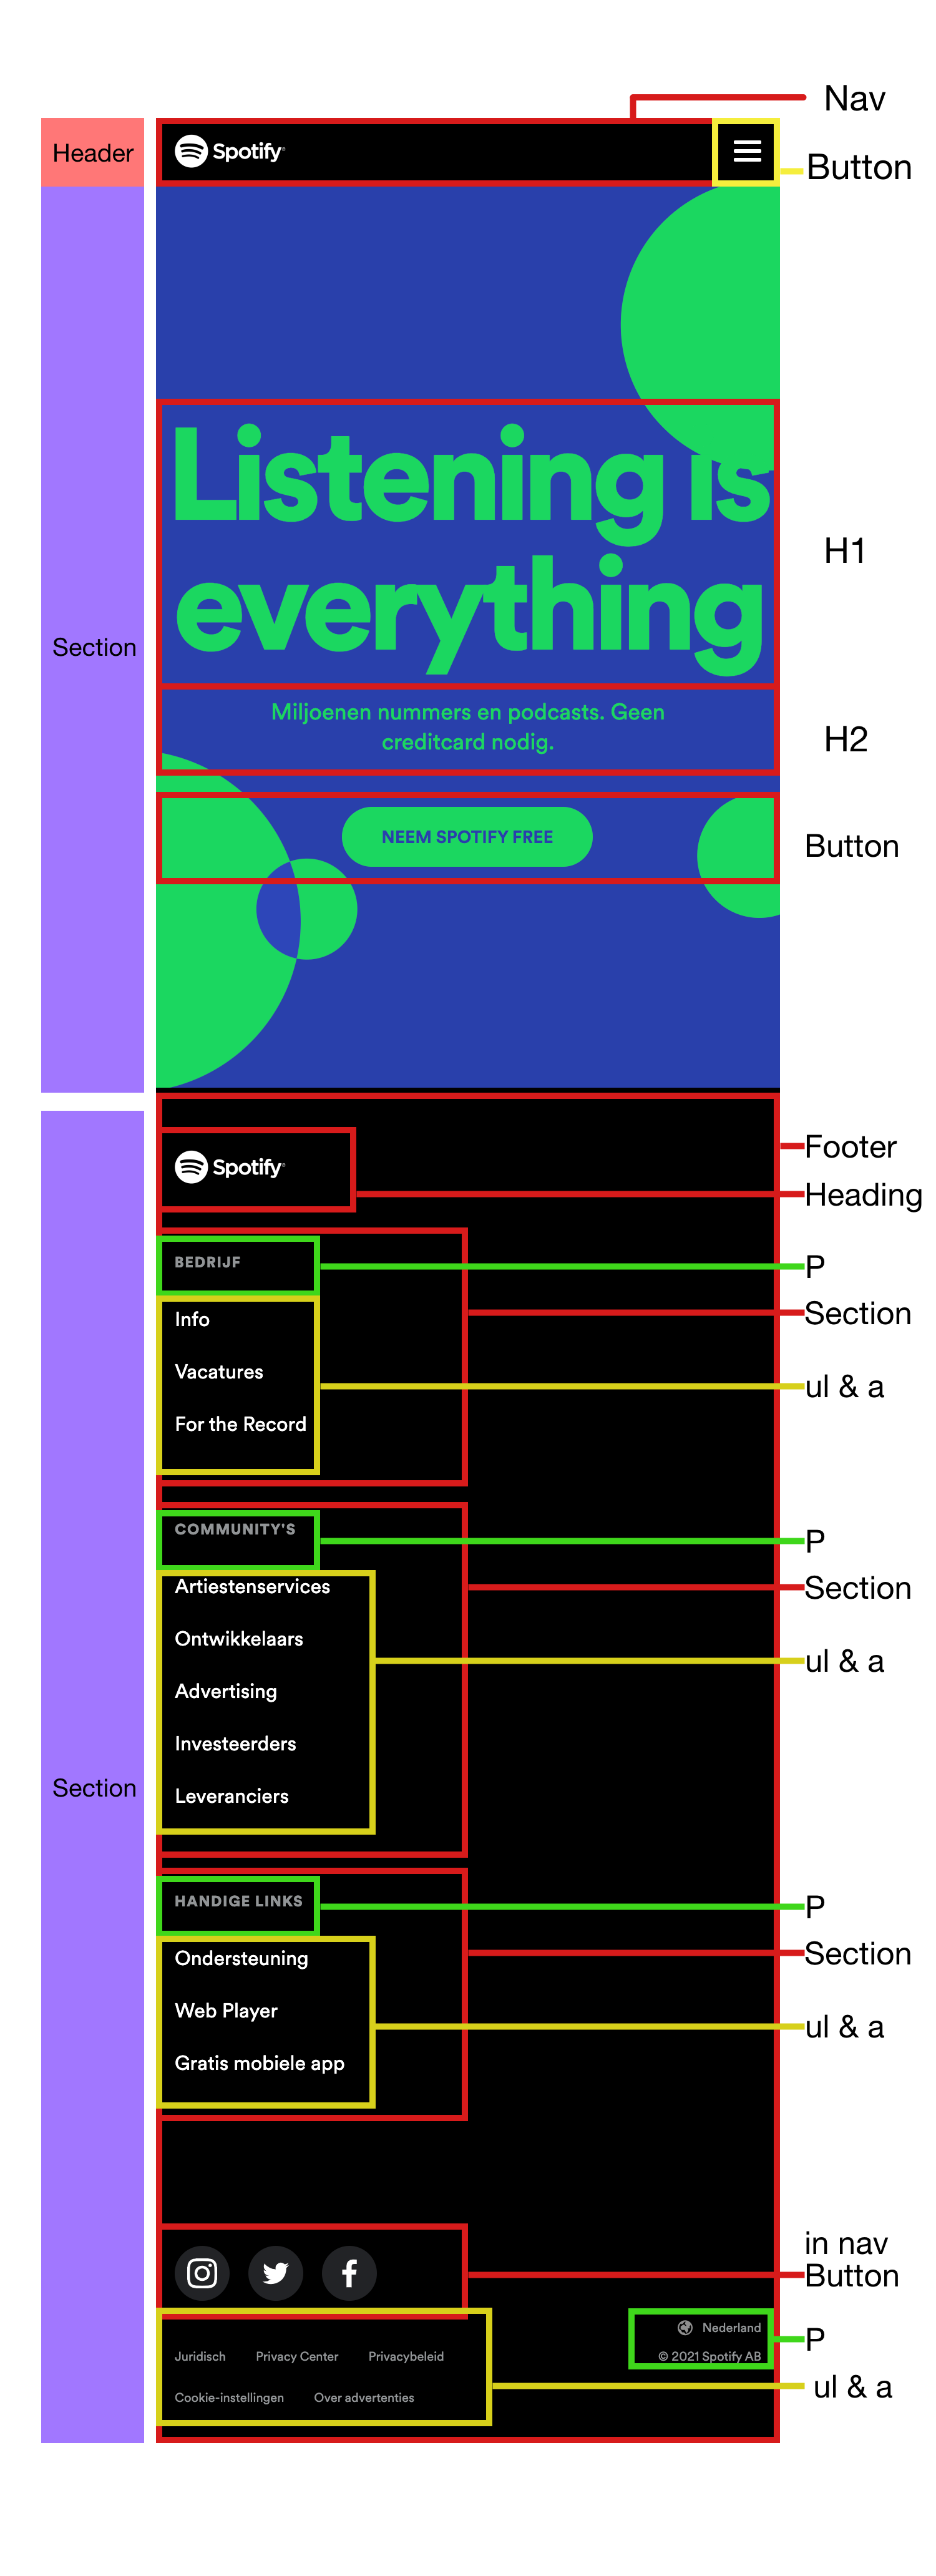 Nav
Header
Spotify®
Button
Listening is
everything
H1
Section
Miljoenen nummers en podcasts. Geen
creditcard nodig.
H2
NEEM SPOTIFY FREE
Button
Footer
Spotify®
Heading
BEDRIJF
P
Info
Section
Vacatures
ul & a
For the Record
COMMUNITY'S
P
Artiestenservices
Section
Ontwikkelaars
ul & a
Advertising
Investeerders
Section
Leveranciers
HANDIGE LINKS
P
Ondersteuning
Section
Web Player
ul & a
Gratis mobiele app
in nav
Button
Nederland
P
Juridisch Privacy Center Privacybeleid
© 2021 Spotify AB
ul & a
Cookie-instellingen Over advertenties